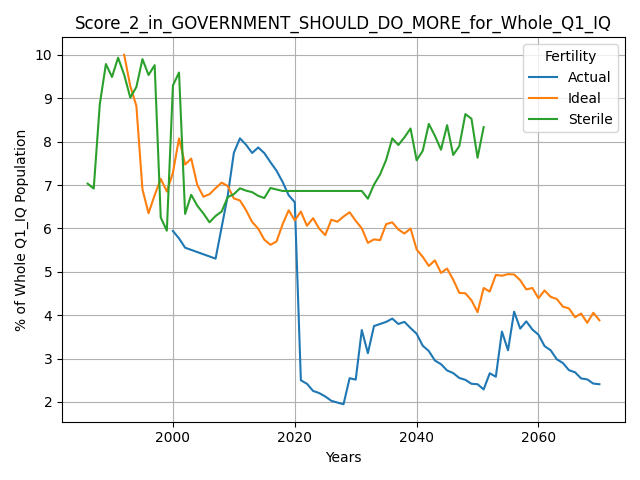 Score_2_in_GOVERNMENT_SHOULD_DO_MORE_for_Whole_Q1_IQ
Fertility
Actual
Ideal
Sterile
% of Whole Q1_IQ Population
10
9
8
7
6
5
4
3
2
2000 2020 2040 2060
Years